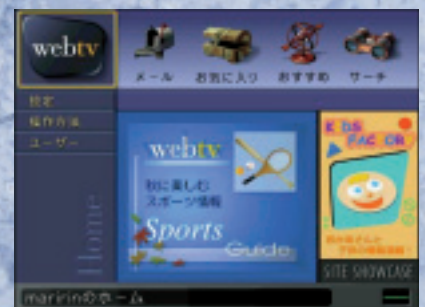 webtv
メール
お気に入り
おすすめ
サーチ
設定
操作方法
ユーザー
Home
webtv
秋に楽しむ
スポーツ情報
Sports
Guide
KIDS
FACTORY
SITE SHOWCASE
maririnのホーム